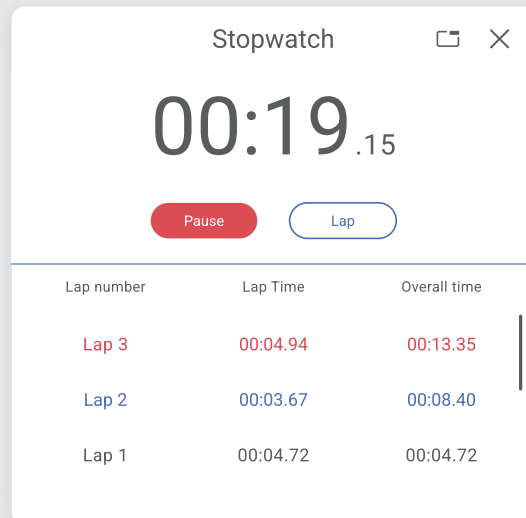 Stopwatch
00:19.15
Pause Lap
Lap number Lap Time Overall time
Lap 3 00:04.94 00:13.35
Lap 2 00:03.67 00:08.40
Lap 1 00:04.72 00:04.72